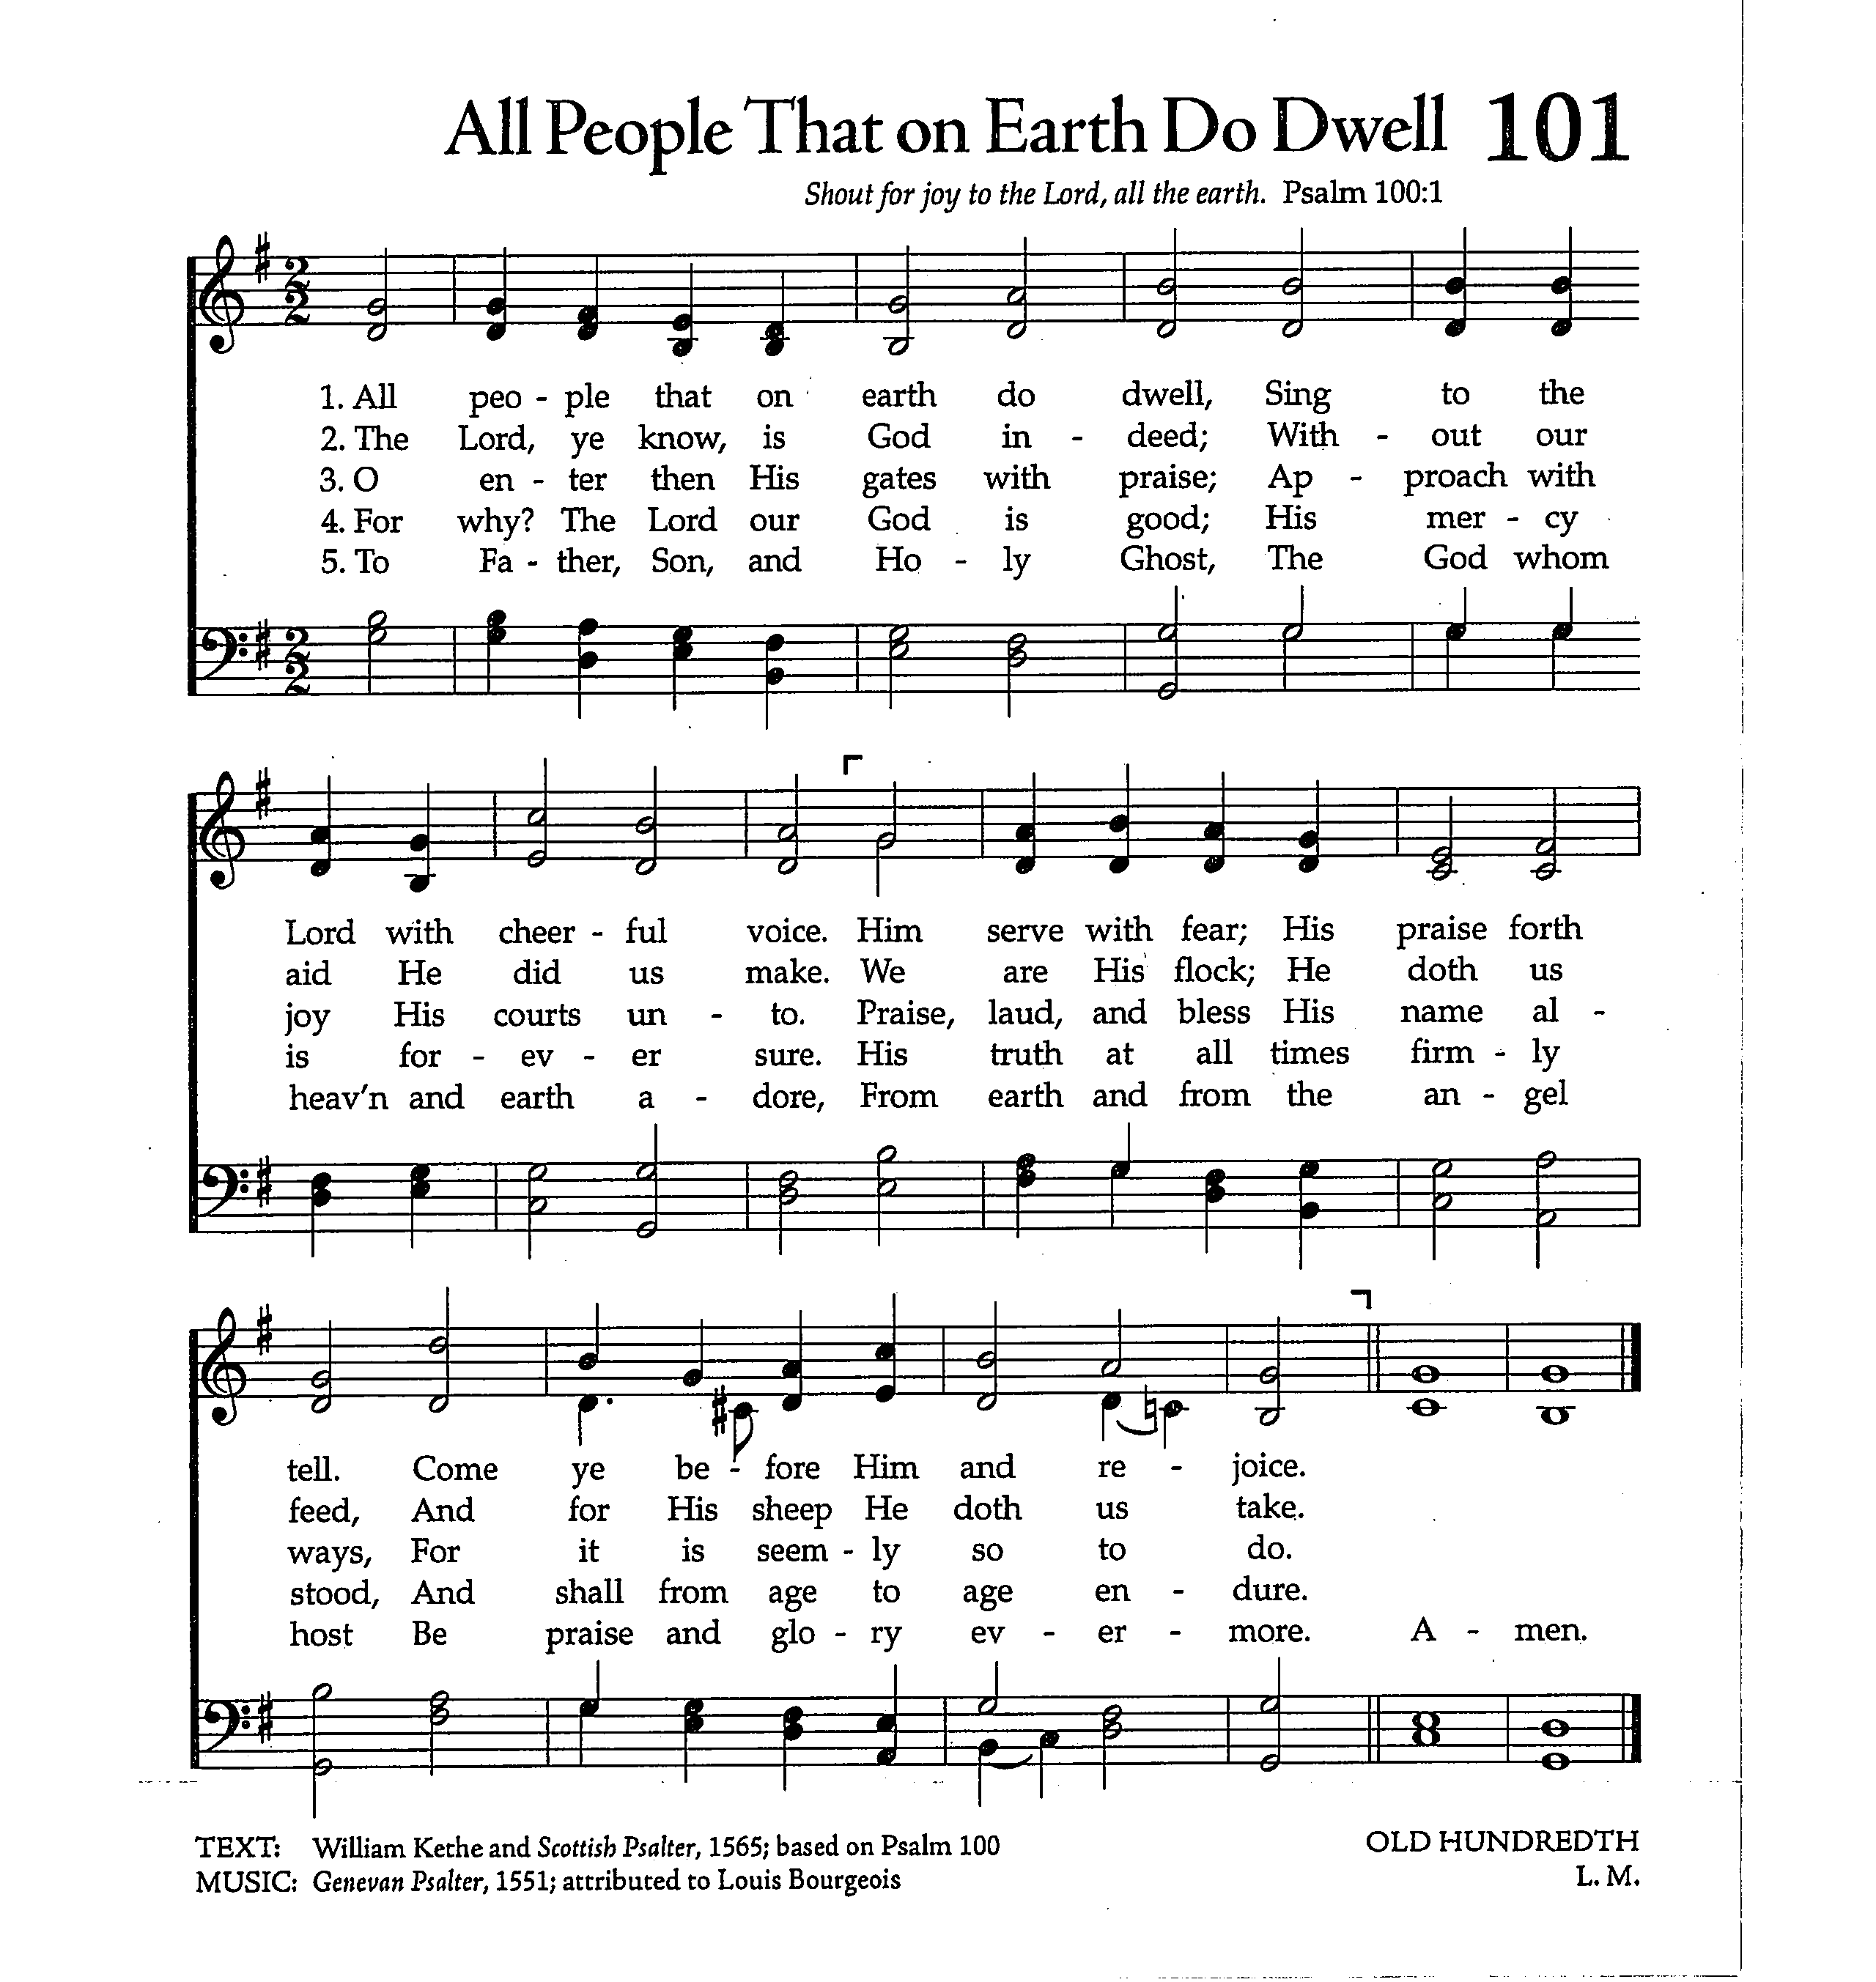 All People That on Earth Do Dwell 101
Shout for joy to the Lord, all the earth. Psalm 100:1
1. All peo - ple that on earth do dwell, Sing to the
2. The Lord, ye know, is God in - deed; With - out our
3. O en - ter then His gates with praise; Ap - proach with
4. For why? The Lord our God is good; His mer - cy
5. To Fa - ther, Son, and Ho - ly Ghost, The God whom
Lord with cheer - ful voice. Him serve with fear; His praise forth
aid He did us make. We are His flock; He doth us
joy His courts un - to. Praise, laud, and bless His name al -
is for - ev - er sure. His truth at all times firm - ly
heav'n and earth a - dore, From earth and from the an - gel
tell. Come ye be - fore Him and re - joice.
feed, And for His sheep He doth us take.
ways, For it is seem - ly so to do.
stood, And shall from age to age en - dure.
host Be praise and glo - ry ev - er - more. A - men.
TEXT: William Kethe and Scottish Psalter, 1565; based on Psalm 100 OLD HUNDREDTH
MUSIC: Genevan Psalter, 1551; attributed to Louis Bourgeois L. M.